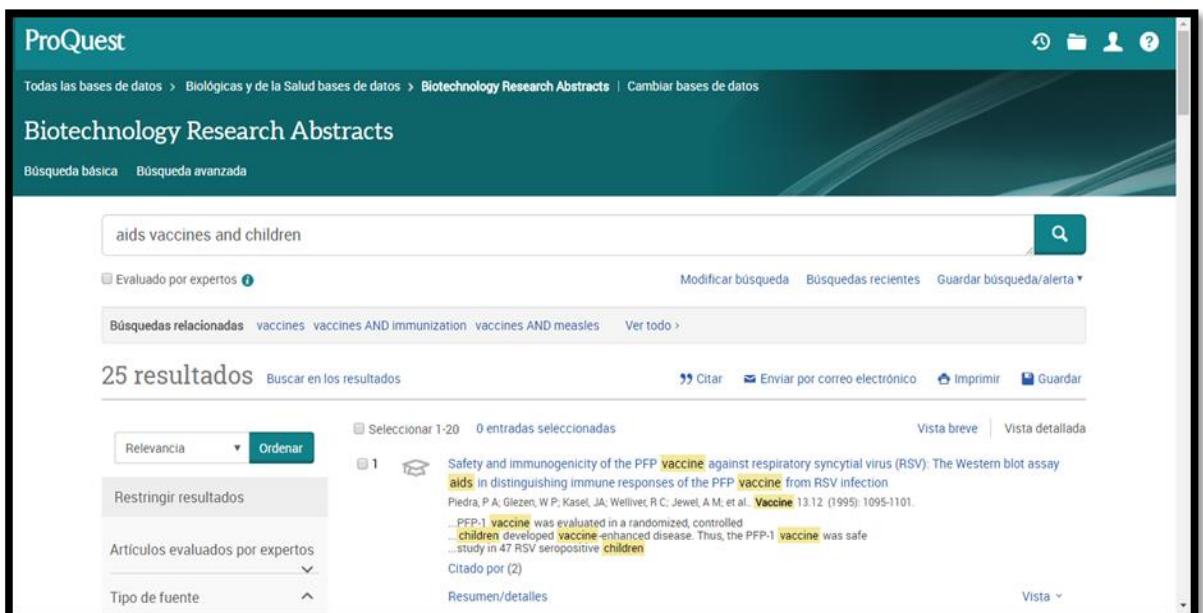 ProQuest
Todas las bases de datos > Biológicas y de la Salud bases de datos > Biotechnology Research Abstracts | Cambiar bases de datos
Biotechnology Research Abstracts
Búsqueda básica Búsqueda avanzada
aids vaccines and children
Evaluado por expertos
Modificar búsqueda Búsquedas recientes Guardar búsqueda/alerta
Búsquedas relacionadas vaccines vaccines AND immunization vaccines AND measles Ver todo >
25 resultados Buscar en los resultados
Citar Enviar por correo electrónico Imprimir Guardar
Relevancia Ordenar
Restringir resultados
Artículos evaluados por expertos
Tipo de fuente
Seleccionar 1-20 0 entradas seleccionadas Vista breve Vista detallada
1
Safety and immunogenicity of the PFP vaccine against respiratory syncytial virus (RSV): The Western blot assay
aids in distinguishing immune responses of the PFP vaccine from RSV infection
Piedra, P A; Glezen, W P; Kasel, JA; Welliver, R C; Jewel, A M; et al.. Vaccine 13.12 (1995): 1095-1101.
...PFP-1 vaccine was evaluated in a randomized, controlled
...children developed vaccine-enhanced disease. Thus, the PFP-1 vaccine was safe
...study in 47 RSV seropositive children
Citado por (2)
Resumen/detalles Vista